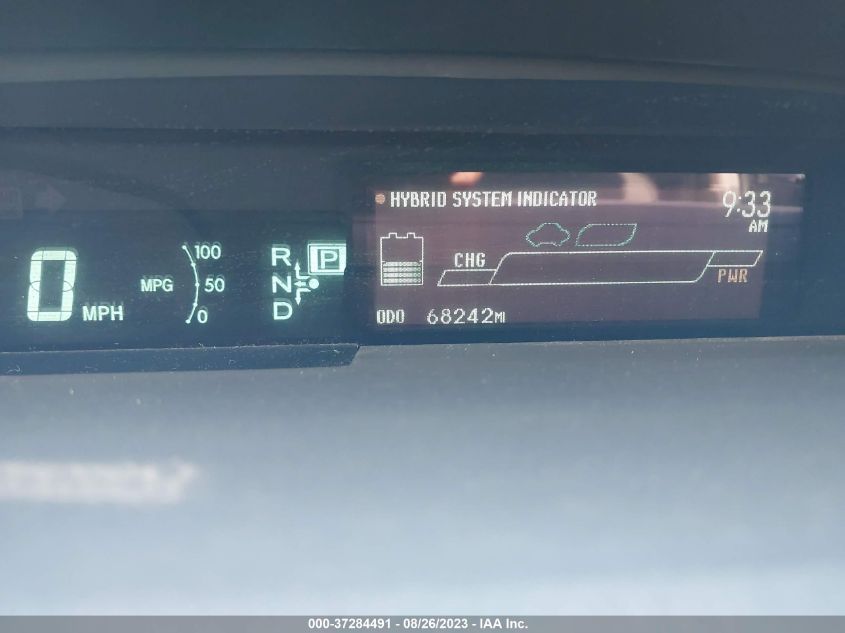 HYBRID SYSTEM INDICATOR
9:33
AM
0 MPH
MPG
100
50
0
R
N
D
P
CHG
PWR
ODO 68242MI
000-37284491 - 08/26/2023 - IAA Inc.